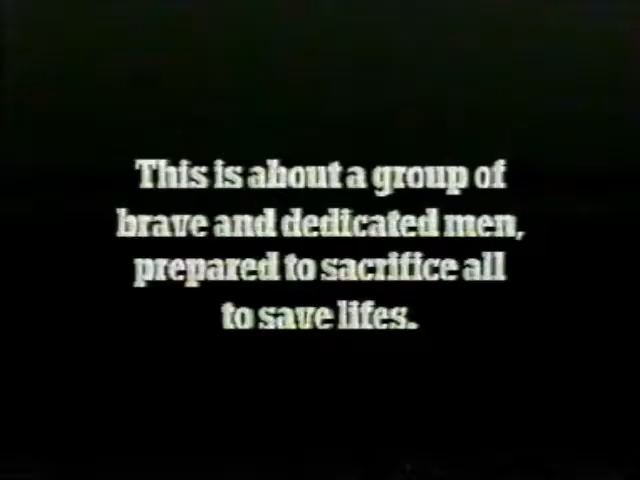 This is about a group of
brave and dedicated men,
prepared to sacrifice all
to save lifes.